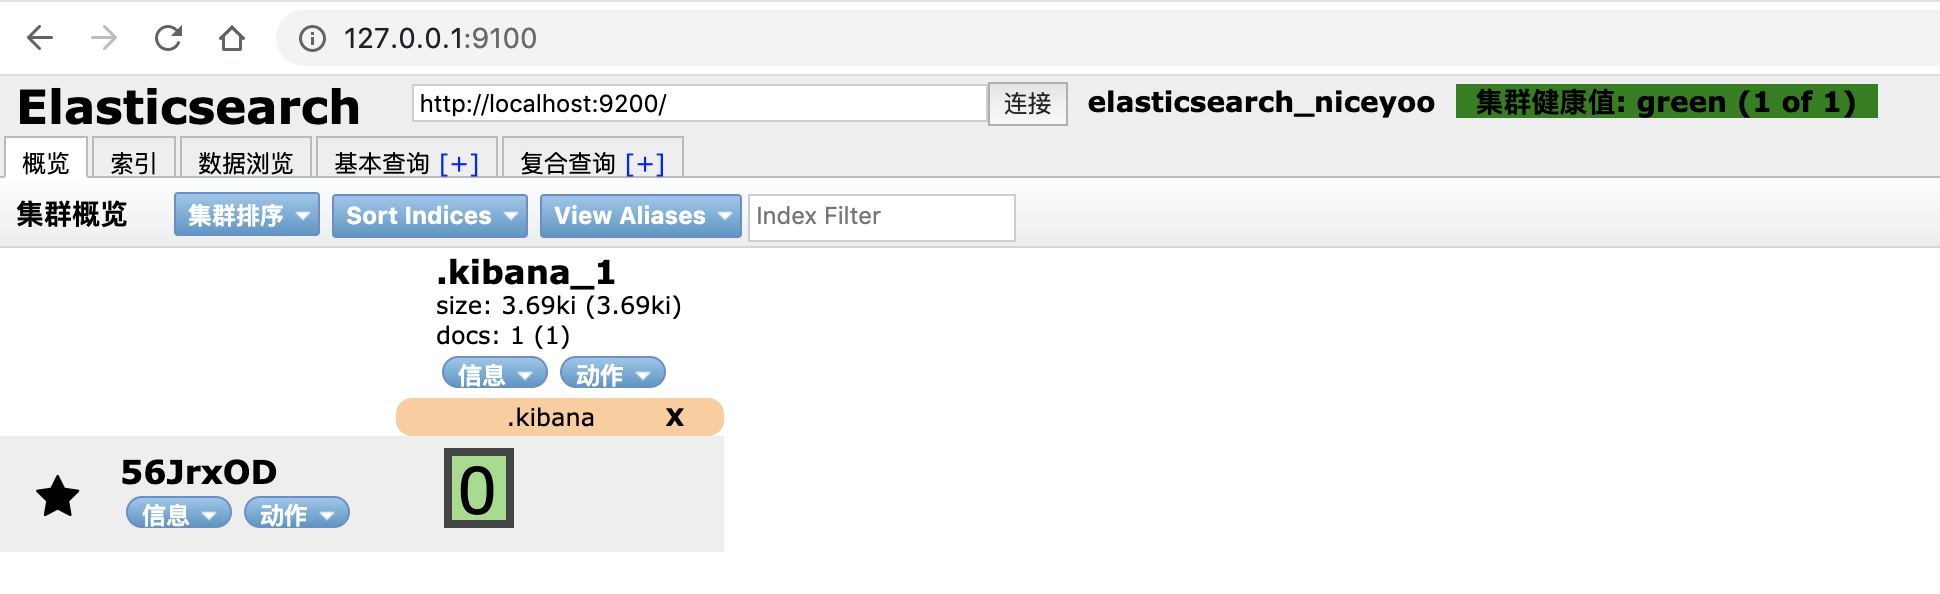 127.0.0.1:9100
Elasticsearch
http://localhost:9200/
连接
elasticsearch_niceyoo
集群健康值: green (1 of 1)
概览
索引
数据浏览
基本查询 [+]
复合查询 [+]
集群概览
集群排序
Sort Indices
View Aliases
Index Filter
.kibana_1
size: 3.69ki (3.69ki)
docs: 1 (1)
信息
动作
.kibana X
56JrxOD
信息
动作
0